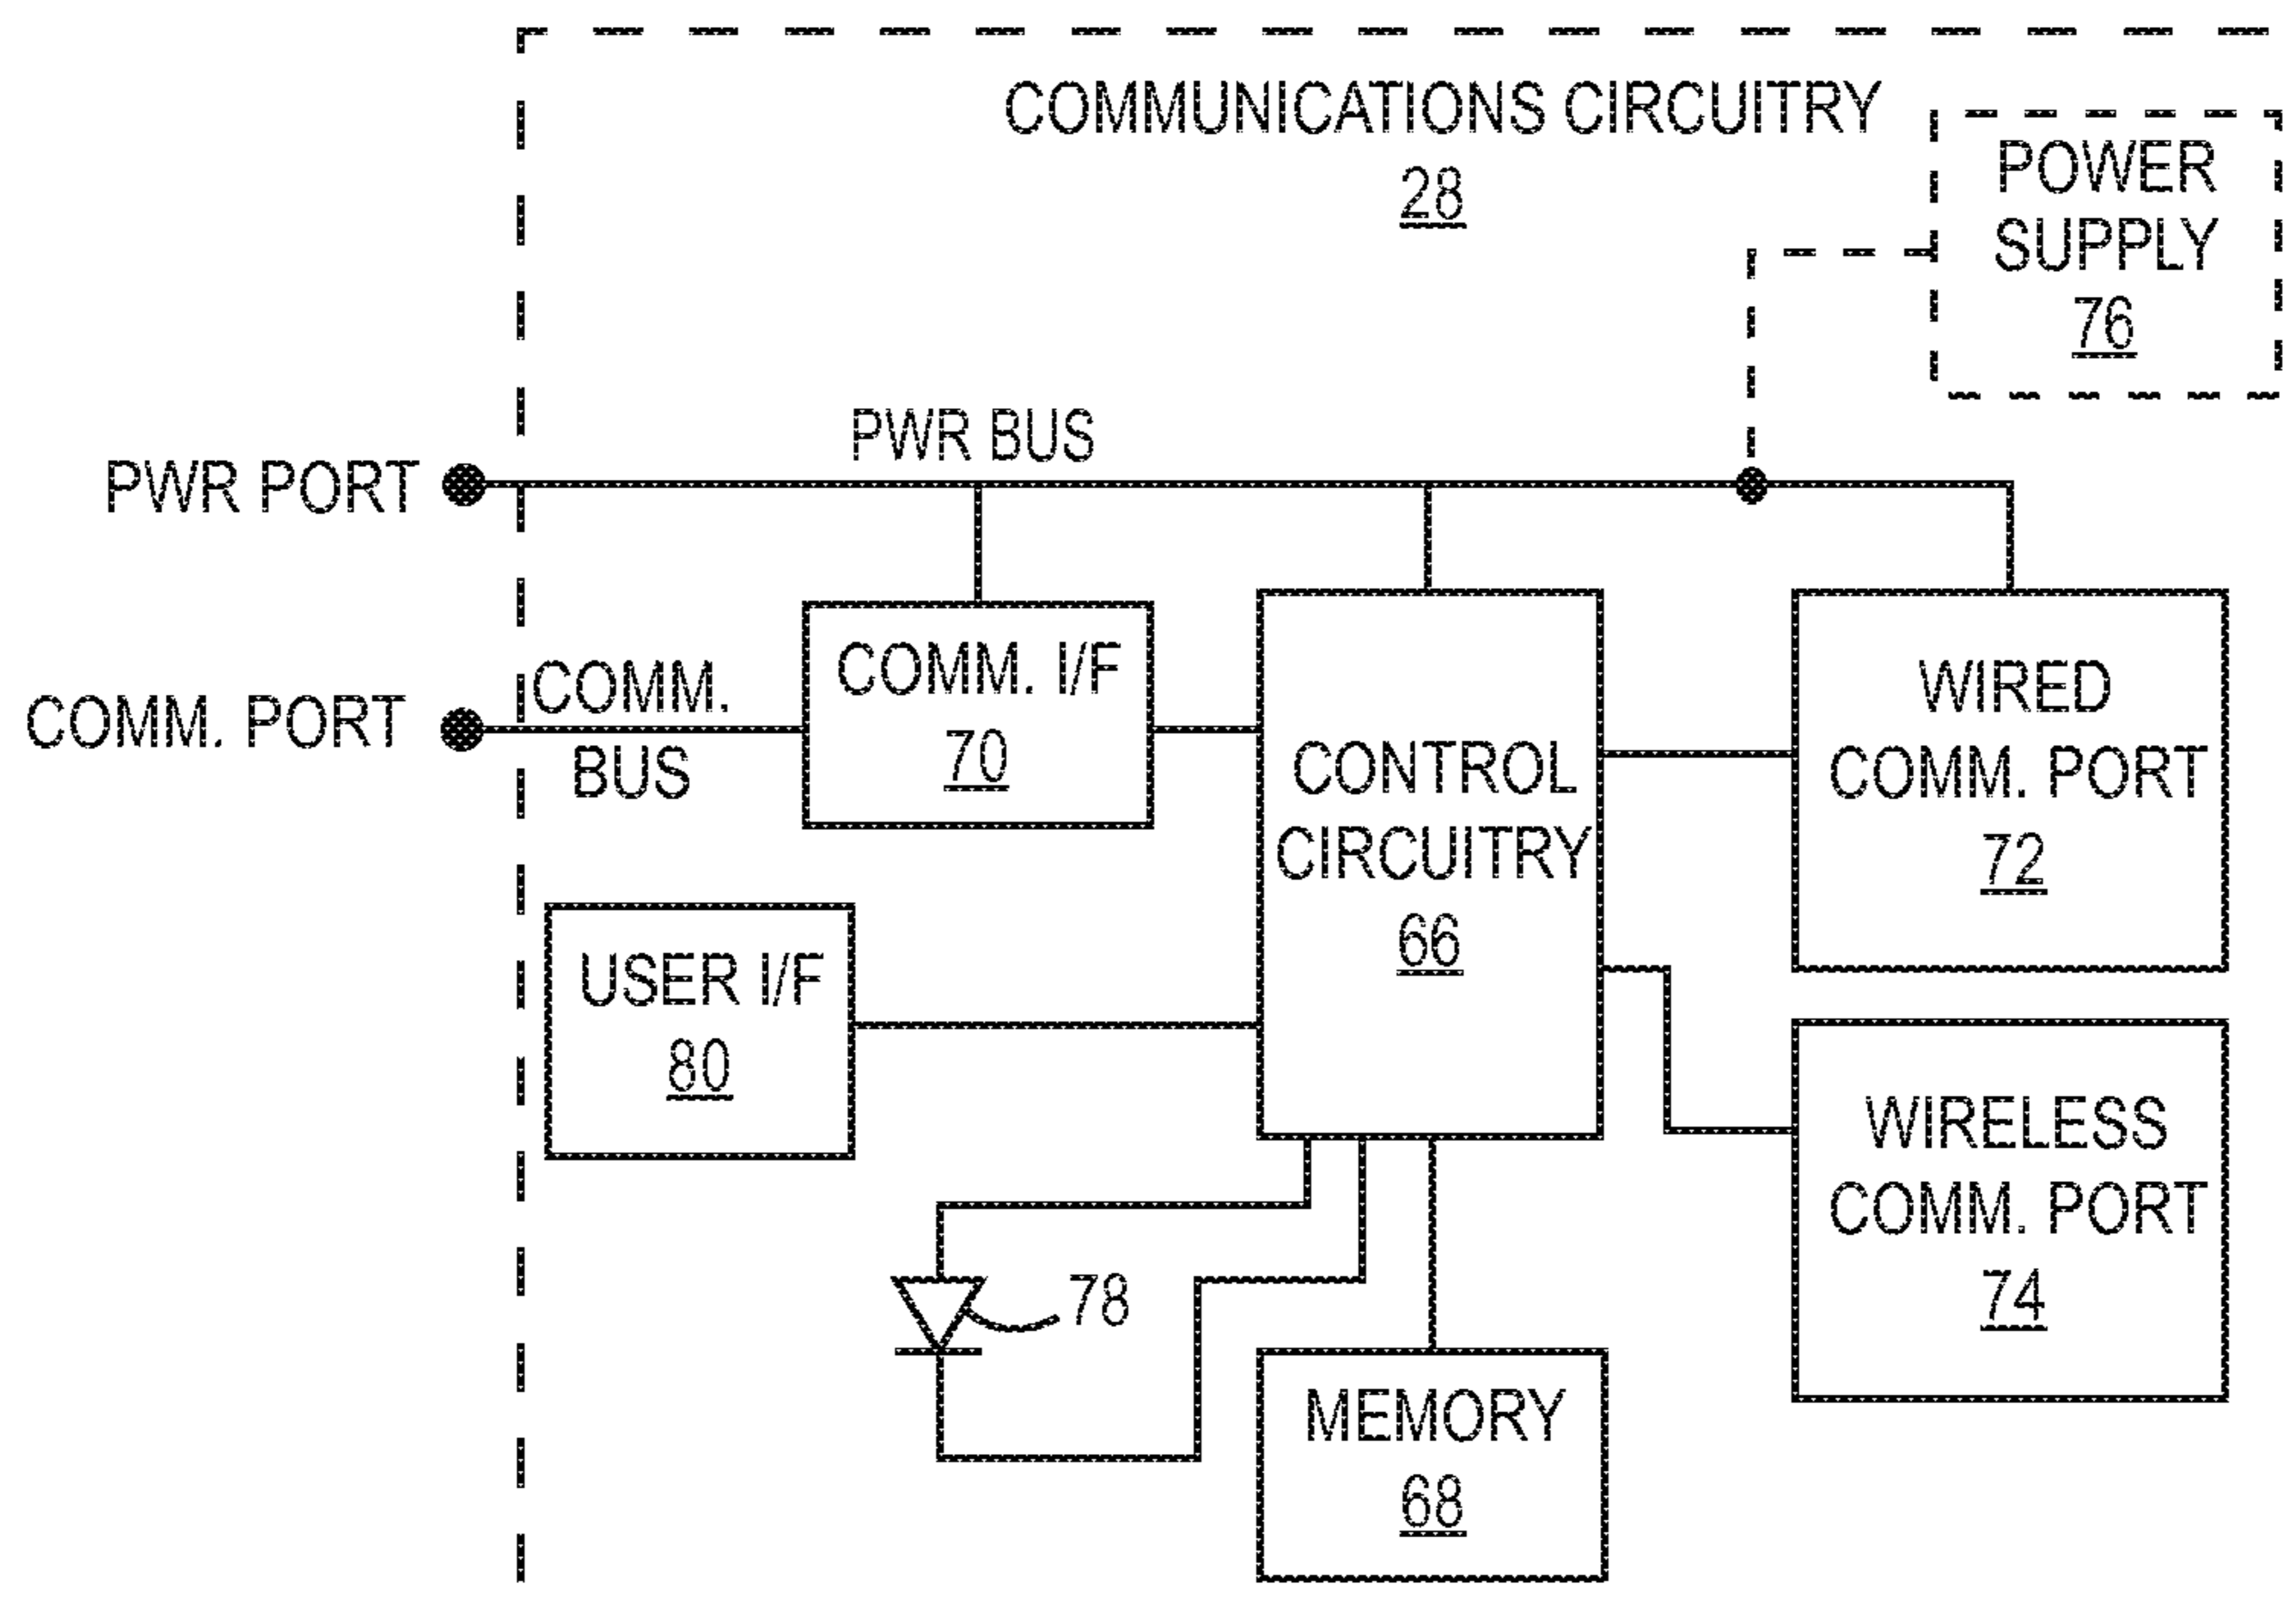 COMMUNICATIONS CIRCUITRY
28
POWER
SUPPLY
76
PWR BUS
PWR PORT
COMM. PORT
COMM.
BUS
COMM. I/F
70
CONTROL
CIRCUITRY
66
WIRED
COMM. PORT
72
USER I/F
80
WIRELESS
COMM. PORT
74
78
MEMORY
68